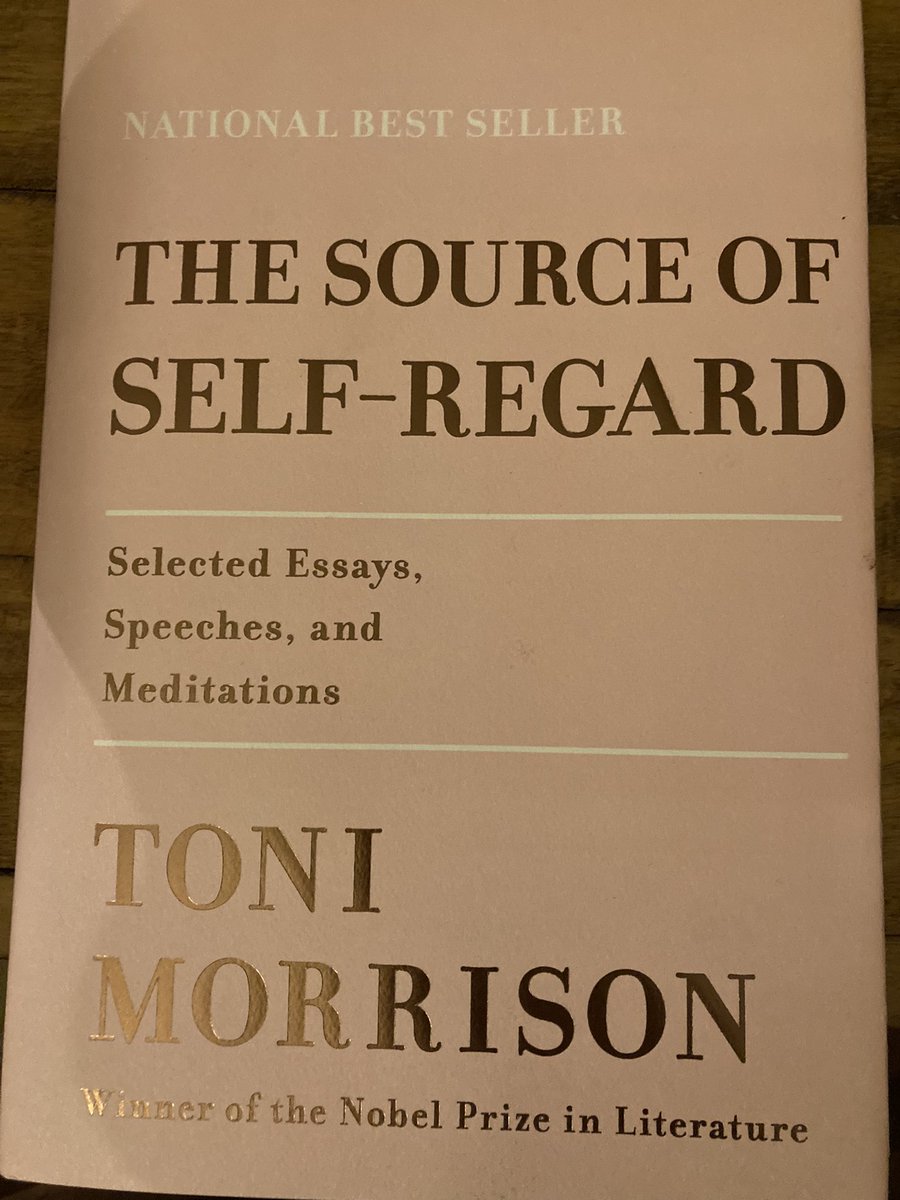 NATIONAL BEST SELLER
THE SOURCE OF
SELF-REGARD
Selected Essays,
Speeches, and
Meditations
TONI
MORRISON
Winner of the Nobel Prize in Literature